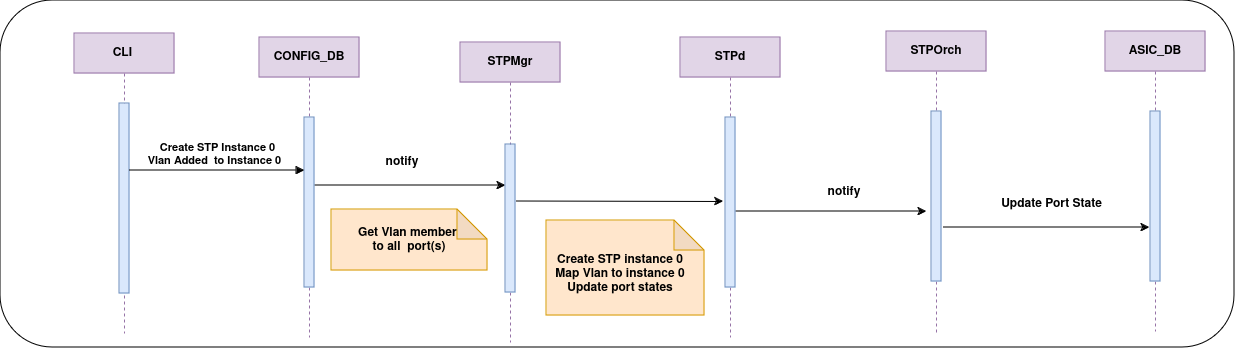 CLI
CONFIG_DB
STPMgr
STPd
STPOrch
ASIC_DB
Create STP Instance 0
Vlan Added to Instance 0
notify
notify
Update Port State
Get Vlan member
to all port(s)
Create STP instance 0
Map Vlan to instance 0
Update port states